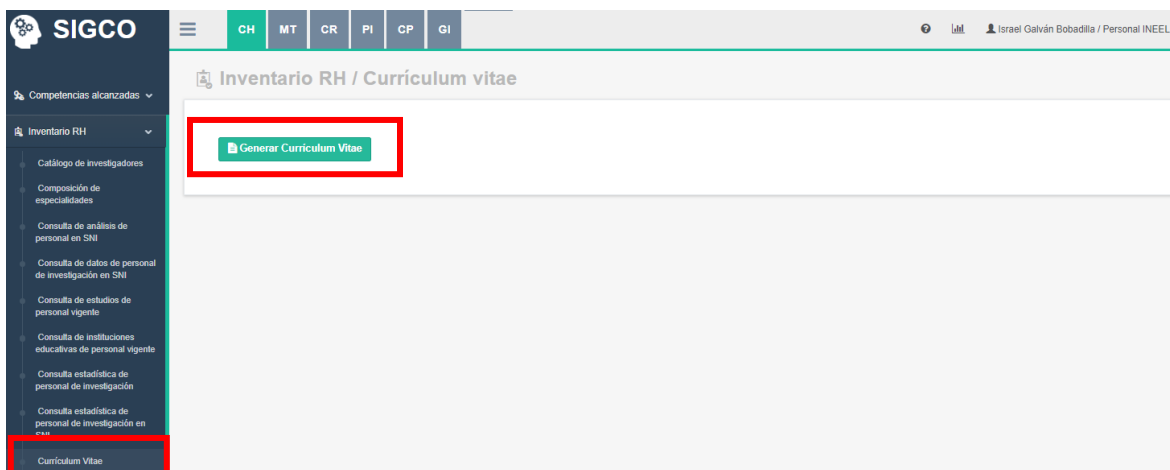 SIGCO
CH MT CR PI CP GI
Israel Galván Bobadilla / Personal INEEL
Inventario RH / Currículum vitae
Competencias alcanzadas
Inventario RH
Generar Curriculum Vitae
Catálogo de investigadores
Composición de
especialidades
Consulta de análisis de
personal en SNI
Consulta de datos de personal
de investigación en SNI
Consulta de estudios de
personal vigente
Consulta de instituciones
educativas de personal vigente
Consulta estadística de
personal de investigación
Consulta estadística de
personal de investigación en
SNI
Currículum Vitae